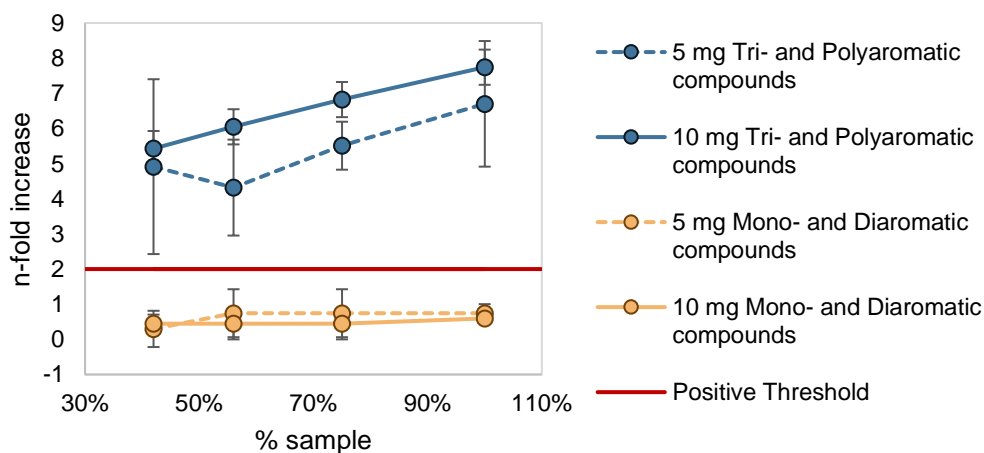 9
8
7
6
5
4
3
2
1
0
-1
n-fold increase
30%
50%
70%
90%
110%
% sample
5 mg Tri- and Polyaromatic
compounds
10 mg Tri- and Polyaromatic
compounds
5 mg Mono- and Diaromatic
compounds
10 mg Mono- and Diaromatic
compounds
Positive Threshold